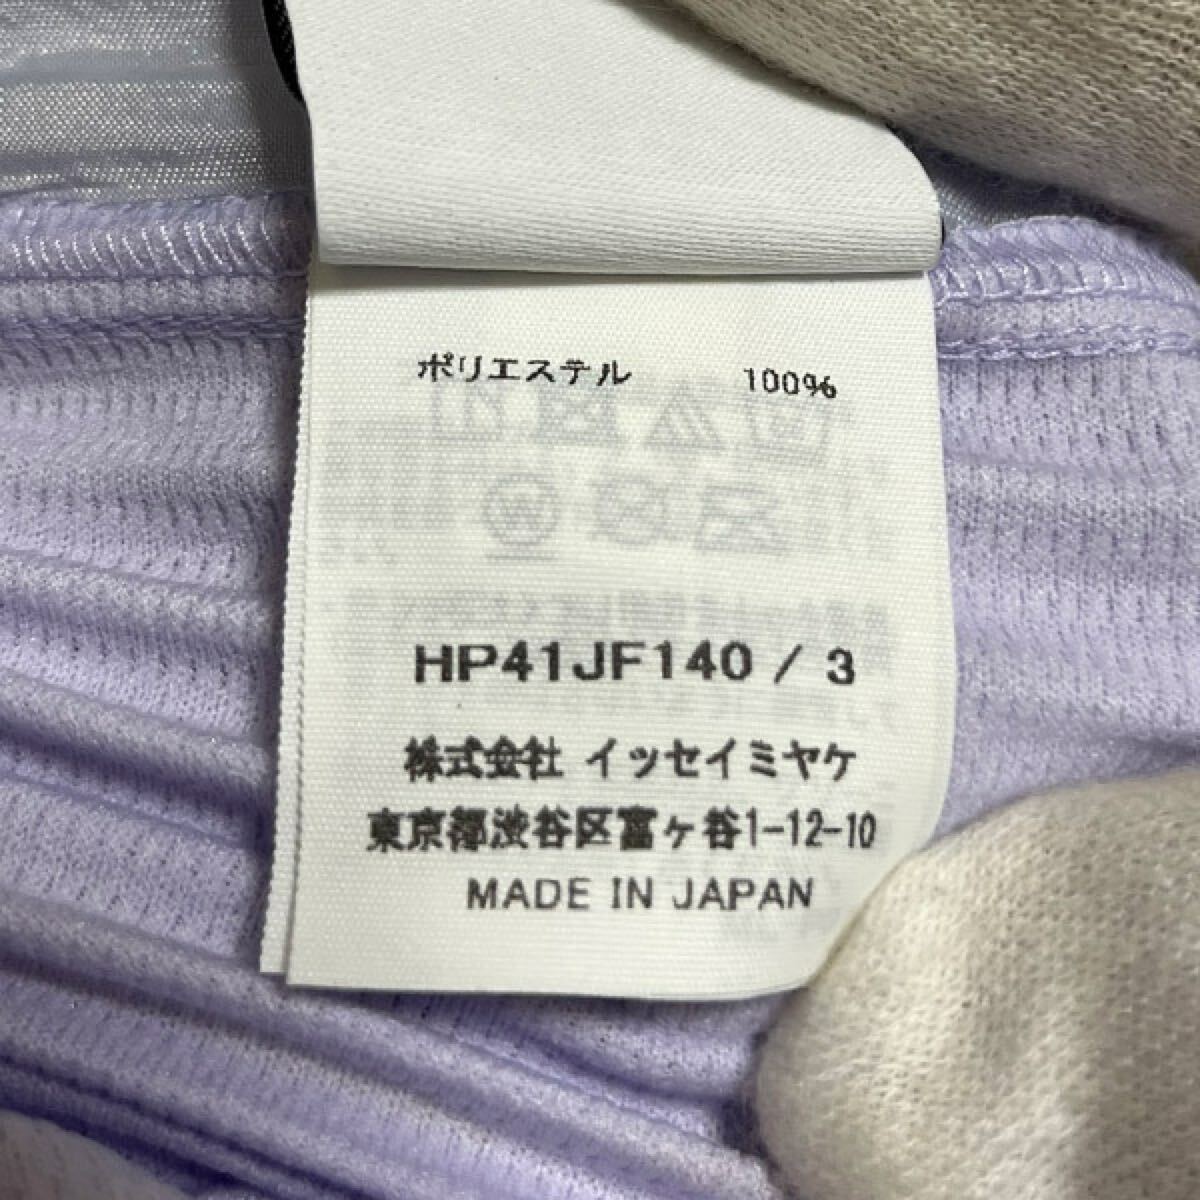 ポリエステル 100%
HP41JF140 / 3
株式会社 イッセイミヤケ
東京都渋谷区富ヶ谷1-12-10
MADE IN JAPAN